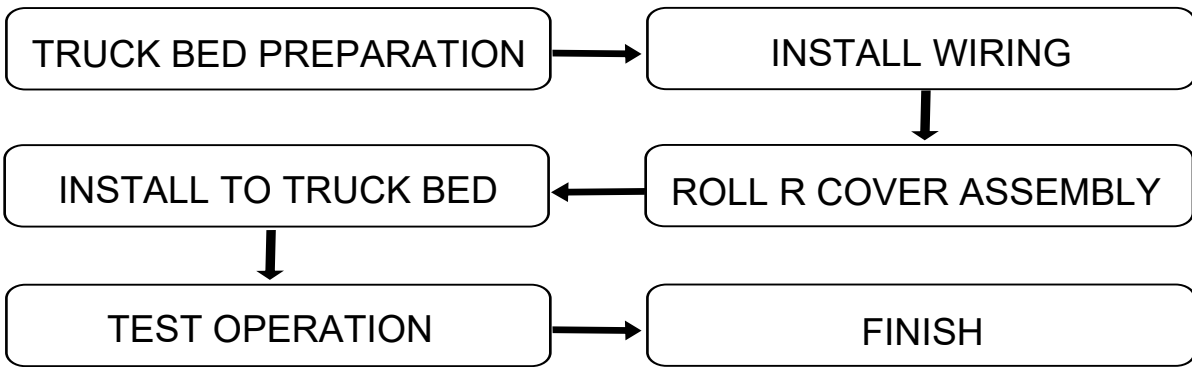 TRUCK BED PREPARATION
INSTALL WIRING
ROLL R COVER ASSEMBLY
INSTALL TO TRUCK BED
TEST OPERATION
FINISH